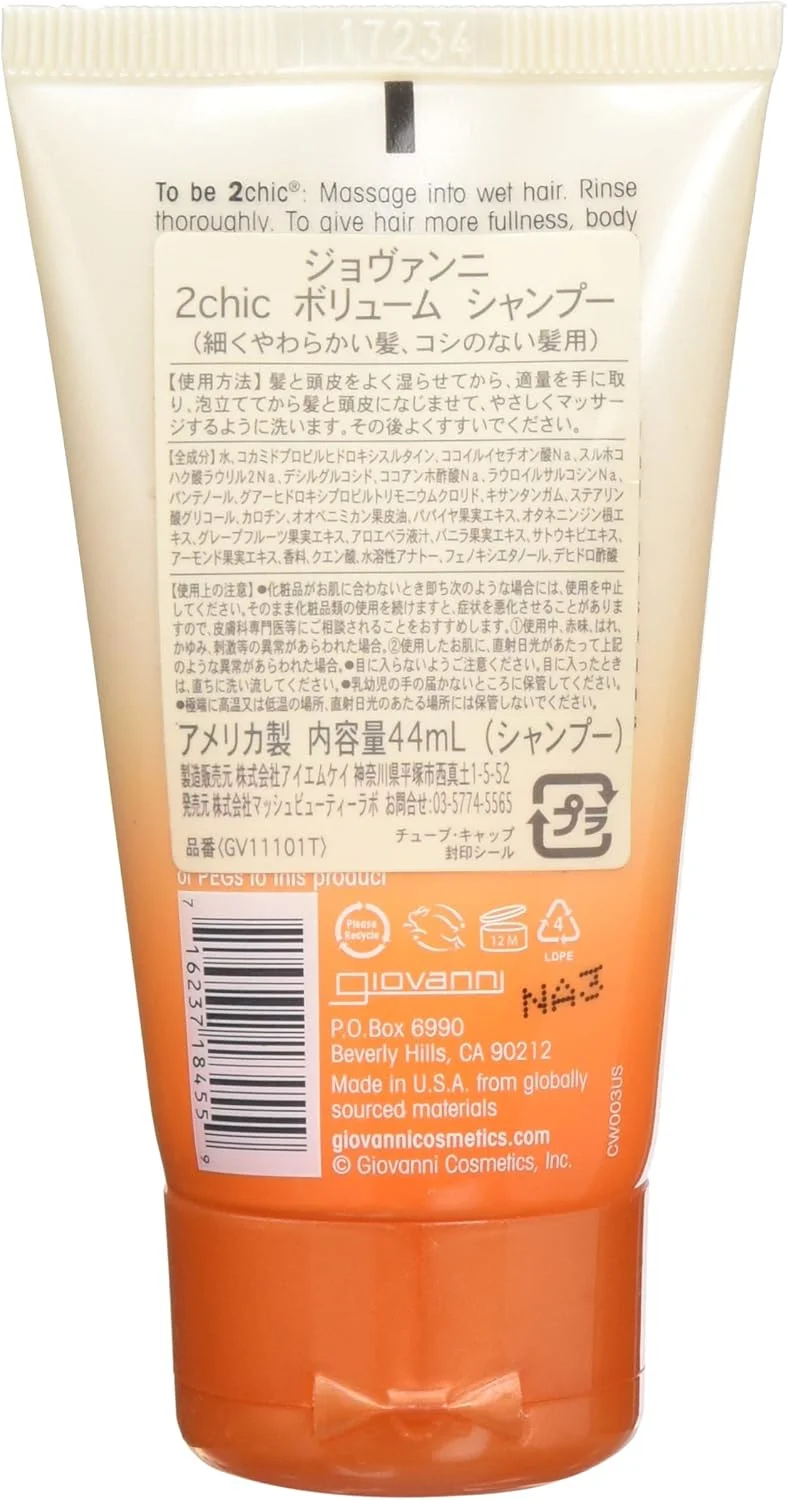 17234
To be 2chic®: Massage into wet hair. Rinse
thoroughly. To give hair more fullness, body
ジョヴァンニ
2chic ボリューム シャンプー
(細くやわらかい髪、コシのない髪用)
【使用方法】髪と頭皮をよく湿らせてから、適量を手に取
り、泡立ててから髪と頭皮になじませて、やさしくマッサー
ジするように洗います。その後よくすすいでください。
【全成分】水、コカミドプロピルヒドロキシスルタイン、ココイルイセチオン酸Na、スルホコ
ハク酸ラウリル2Na、デシルグルコシド、ココアンホ酢酸Na、ラウロイルサルコシンNa、
パンテノール、グアーヒドロキシプロピルトリモニウムクロリド、キサンタンガム、ステアリン
酸グリコール、カロチン、オオベニミカン果皮油、パパイヤ果実エキス、オタネニンジン根エ
キス、グレープフルーツ果実エキス、アロエベラ液汁、バニラ果実エキス、サトウキビエキス、
アーモンド果実エキス、香料、クエン酸、水溶性アナトー、フェノキシエタノール、デヒドロ酢酸
【使用上の注意】●化粧品がお肌に合わないとき即ち次のような場合には、使用を中止
してください。そのまま化粧品類の使用を続けますと、症状を悪化させることがありま
すので、皮膚科専門医等にご相談されることをおすすめします。①使用中、赤味、はれ、
かゆみ、刺激等の異常があらわれた場合。②使用したお肌に、直射日光があたって上記
のような異常があらわれた場合。●目に入らないようご注意ください。目に入ったとき
は、直ちに洗い流してください。●乳幼児の手の届かないところに保管してください。
●極端に高温又は低温の場所、直射日光のあたる場所には保管しないでください。
アメリカ製 内容量44mL (シャンプー)
製造販売元 株式会社アイエムケイ 神奈川県平塚市西真土1-5-52
発売元 株式会社マッシュビューティーラボ お問合せ:03-5774-5565
品番〈GV11101T〉
チューブ・キャップ
封印シール
プラ
of PEGs to this product
7 16237 18455 9
Please
Recycle
12M
4
LDPE
giovanni
NA3
P.O.Box 6990
Beverly Hills, CA 90212
Made in U.S.A. from globally
sourced materials
giovannicosmetics.com
© Giovanni Cosmetics, Inc.
CW003US